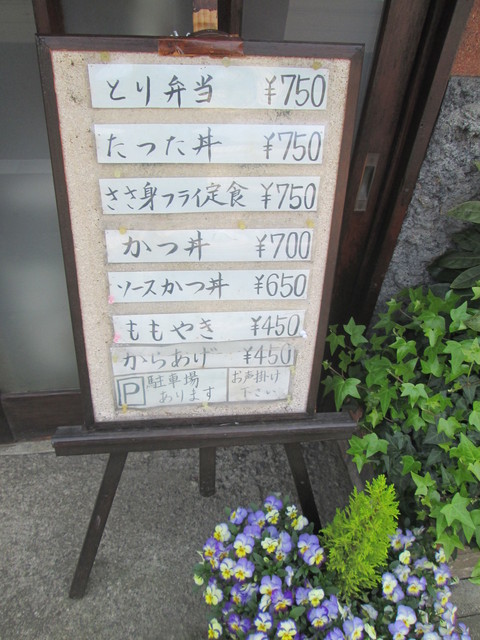 とり弁当 ¥750
たつた丼 ¥750
ささ身フライ定食 ¥750
かつ丼 ¥700
ソースかつ丼 ¥650
ももやき ¥450
からあげ ¥450
P 駐車場 お声掛け
あります 下さい